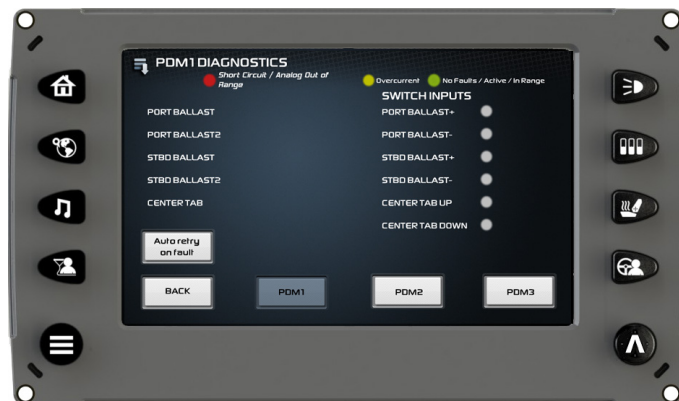 PDM1 DIAGNOSTICS
Short Circuit / Analog Out of
Range
Overcurrent
No Faults / Active / In Range
SWITCH INPUTS
PORT BALLAST
PORT BALLAST+
PORT BALLAST2
PORT BALLAST-
STBD BALLAST
STBD BALLAST+
STBD BALLAST2
STBD BALLAST-
CENTER TAB
CENTER TAB UP
CENTER TAB DOWN
Auto retry
on fault
BACK
PDM1
PDM2
PDM3